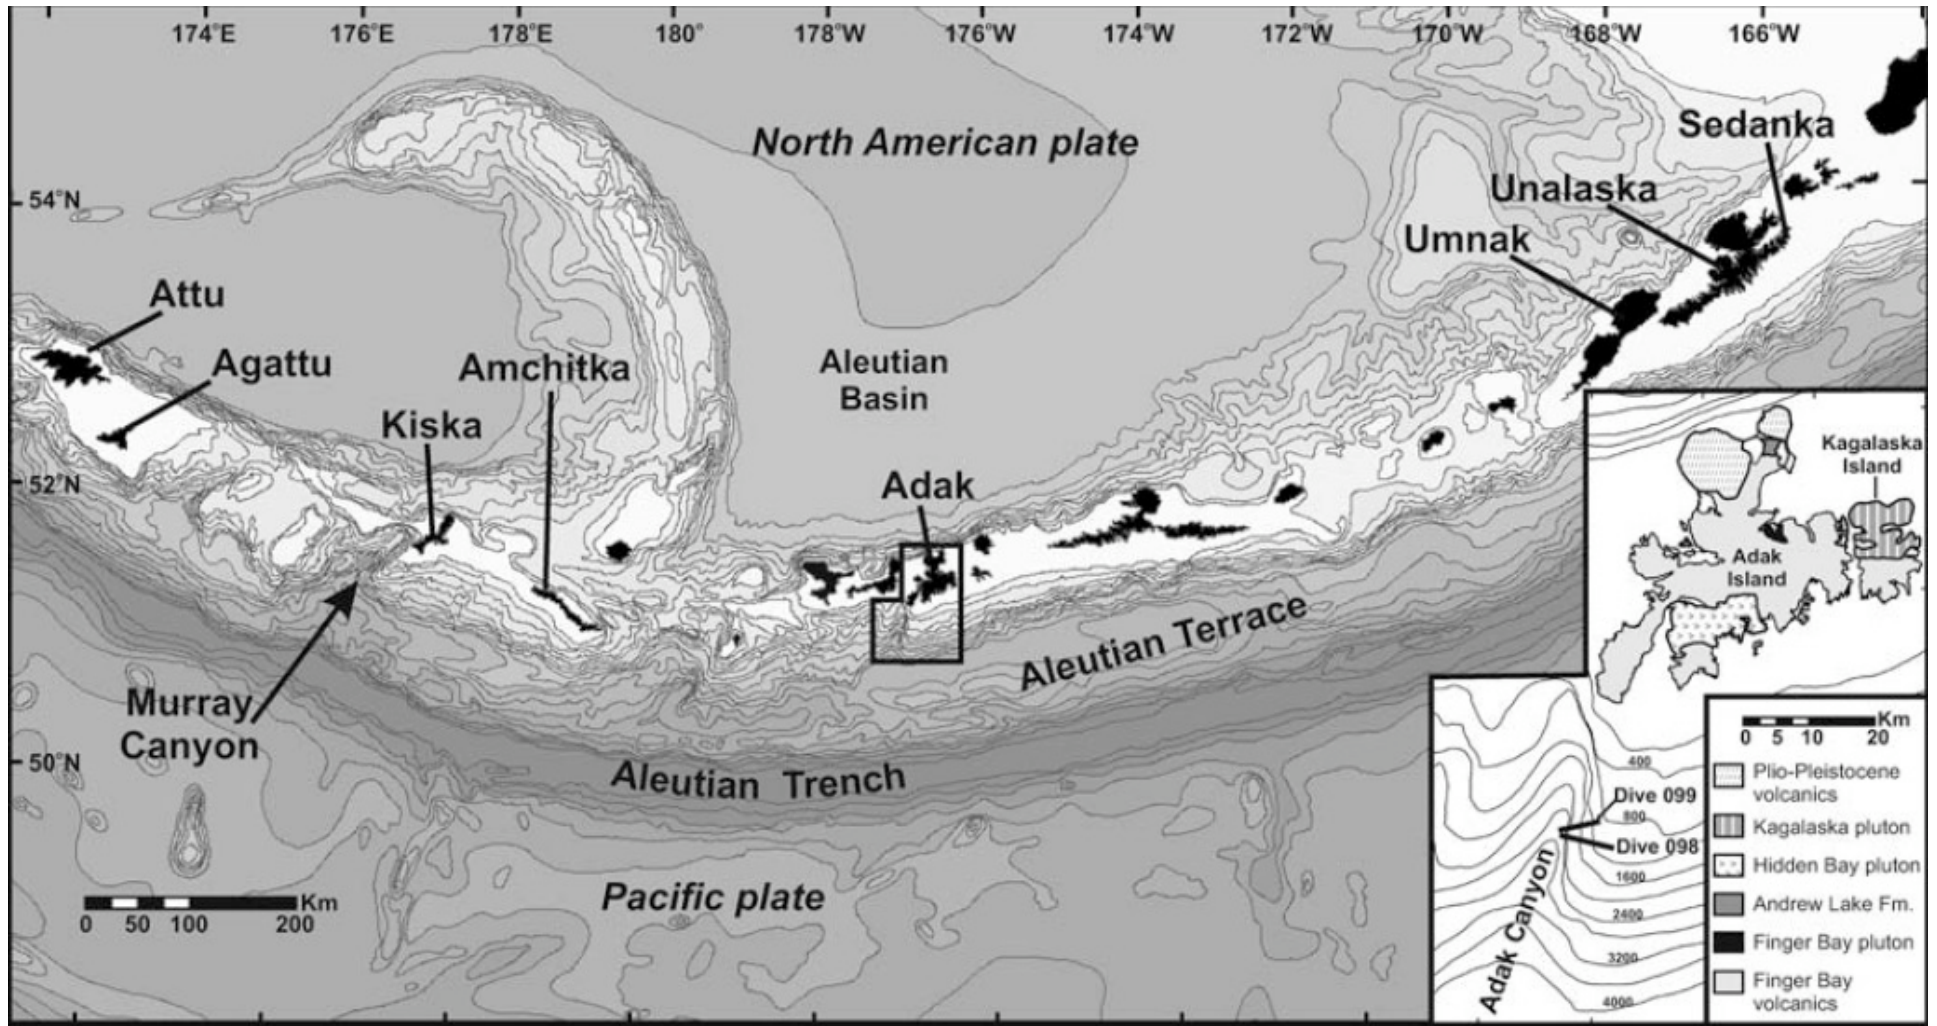 174°E 176°E 178°E 180° 178°W 176°W 174°W 172°W 170°W 168°W 166°W
North American plate
Sedanka
Unalaska
54°N
Umnak
Attu
Agattu
Amchitka
Aleutian
Basin
Kiska
Adak
52°N
Kagalaska
Island
Adak
Island
Aleutian Terrace
Murray
Canyon
50°N
Aleutian Trench
Pacific plate
Km
0 50 100 200
400
Dive 099
800
Dive 098
1600
2400
3200
4000
Adak Canyon
Km
0 5 10 20
Plio-Pleistocene
volcanics
Kagalaska pluton
Hidden Bay pluton
Andrew Lake Fm.
Finger Bay pluton
Finger Bay
volcanics